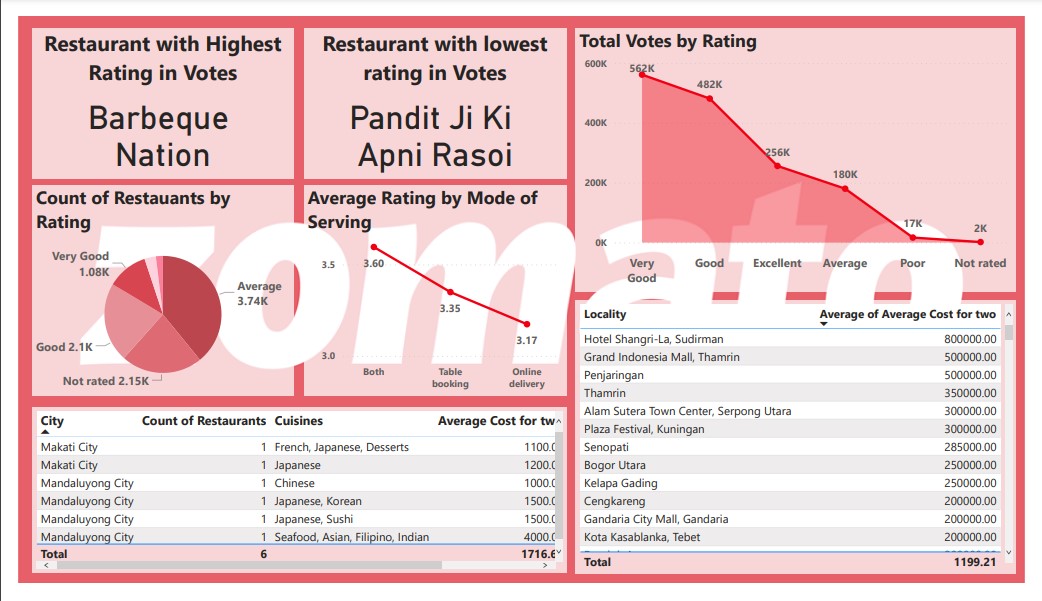 Restaurant with Highest
Rating in Votes
Barbeque
Nation
Restaurant with lowest
rating in Votes
Pandit Ji Ki
Apni Rasoi
Total Votes by Rating
600K
400K
200K
0K
562K
482K
256K
180K
17K
2K
Very
Good
Good
Excellent
Average
Poor
Not rated
Count of Restauants by
Rating
Very Good
1.08K
Average
3.74K
Good 2.1K
Not rated 2.15K
Average Rating by Mode of
Serving
3.5
3.0
3.60
3.35
3.17
Both
Table
booking
Online
delivery
zomato
City Count of Restaurants Cuisines Average Cost for tw
Makati City 1 French, Japanese, Desserts 1100.0
Makati City 1 Japanese 1200.0
Mandaluyong City 1 Chinese 1000.0
Mandaluyong City 1 Japanese, Korean 1500.0
Mandaluyong City 1 Japanese, Sushi 1500.0
Mandaluyong City 1 Seafood, Asian, Filipino, Indian 4000.0
Total 6 1716.6
Locality Average of Average Cost for two
Hotel Shangri-La, Sudirman 800000.00
Grand Indonesia Mall, Thamrin 500000.00
Penjaringan 500000.00
Thamrin 350000.00
Alam Sutera Town Center, Serpong Utara 300000.00
Plaza Festival, Kuningan 300000.00
Senopati 285000.00
Bogor Utara 250000.00
Kelapa Gading 250000.00
Cengkareng 200000.00
Gandaria City Mall, Gandaria 200000.00
Kota Kasablanka, Tebet 200000.00
Total 1199.21